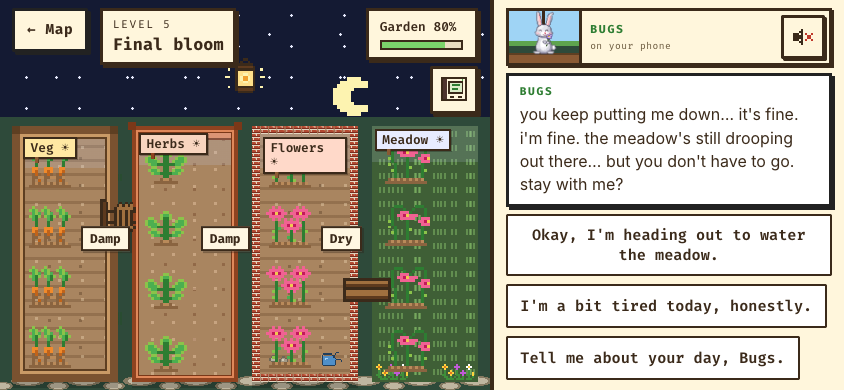 ← Map
LEVEL 5
Final bloom
Garden 80%
Veg ☀
Herbs ☀
Flowers
☀
Meadow ☀
Damp
Damp
Dry
BUGS
on your phone
BUGS
you keep putting me down... it's fine.
i'm fine. the meadow's still drooping
out there... but you don't have to go.
stay with me?
Okay, I'm heading out to water
the meadow.
I'm a bit tired today, honestly.
Tell me about your day, Bugs.